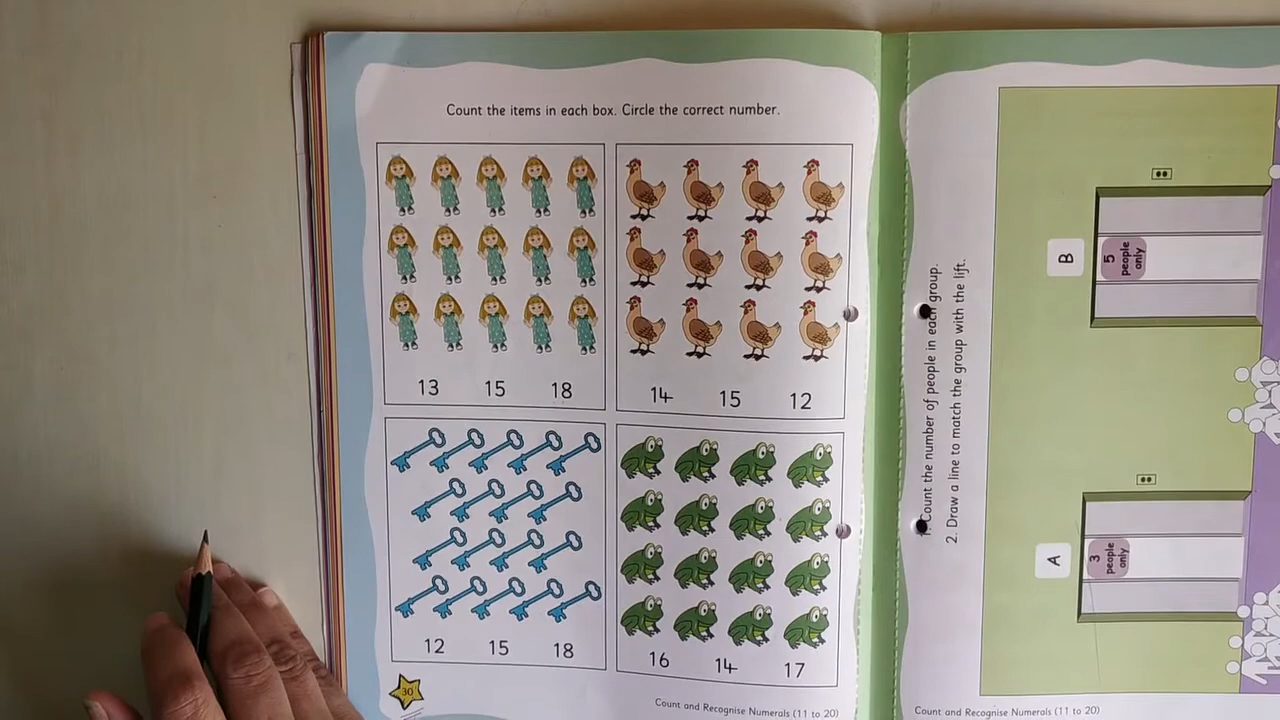 Count the items in each box. Circle the correct number.
13 15 18
14 15 12
12 15 18
16 14 17
30
Count and Recognise Numerals (11 to 20)
1. Count the number of people in each group.
2. Draw a line to match the group with the lift.
B
5
people
only
A
3
people
only
Count and Recognise Numerals (11 to 20)